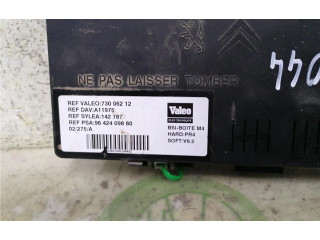 NE PAS LAISSER TOMBER
044
REF VALEO:730 062 12
REF DAV:A11975
REF SYLEA:142 787
REF PSA:96 424 098 80
02/275/A
Valeo
BSI-BOITE M4
HARD:PR4
SOFT:V8.2